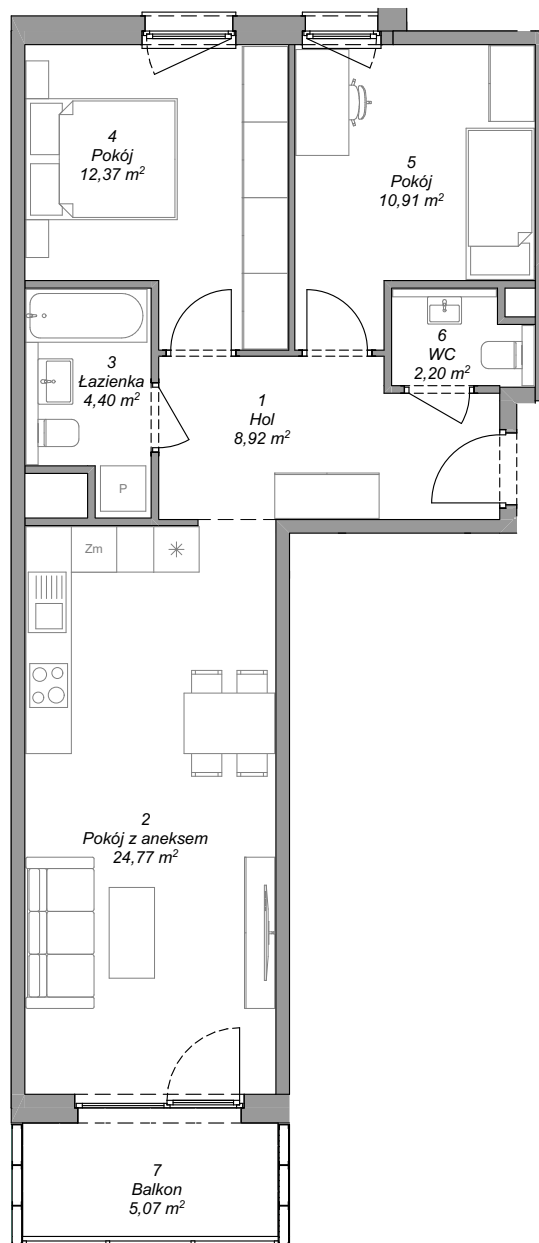 4
Pokój
12,37 m²
5
Pokój
10,91 m²
6
WC
2,20 m²
3
Łazienka
4,40 m²
1
Hol
8,92 m²
P
Zm
2
Pokój z aneksem
24,77 m²
7
Balkon
5,07 m²